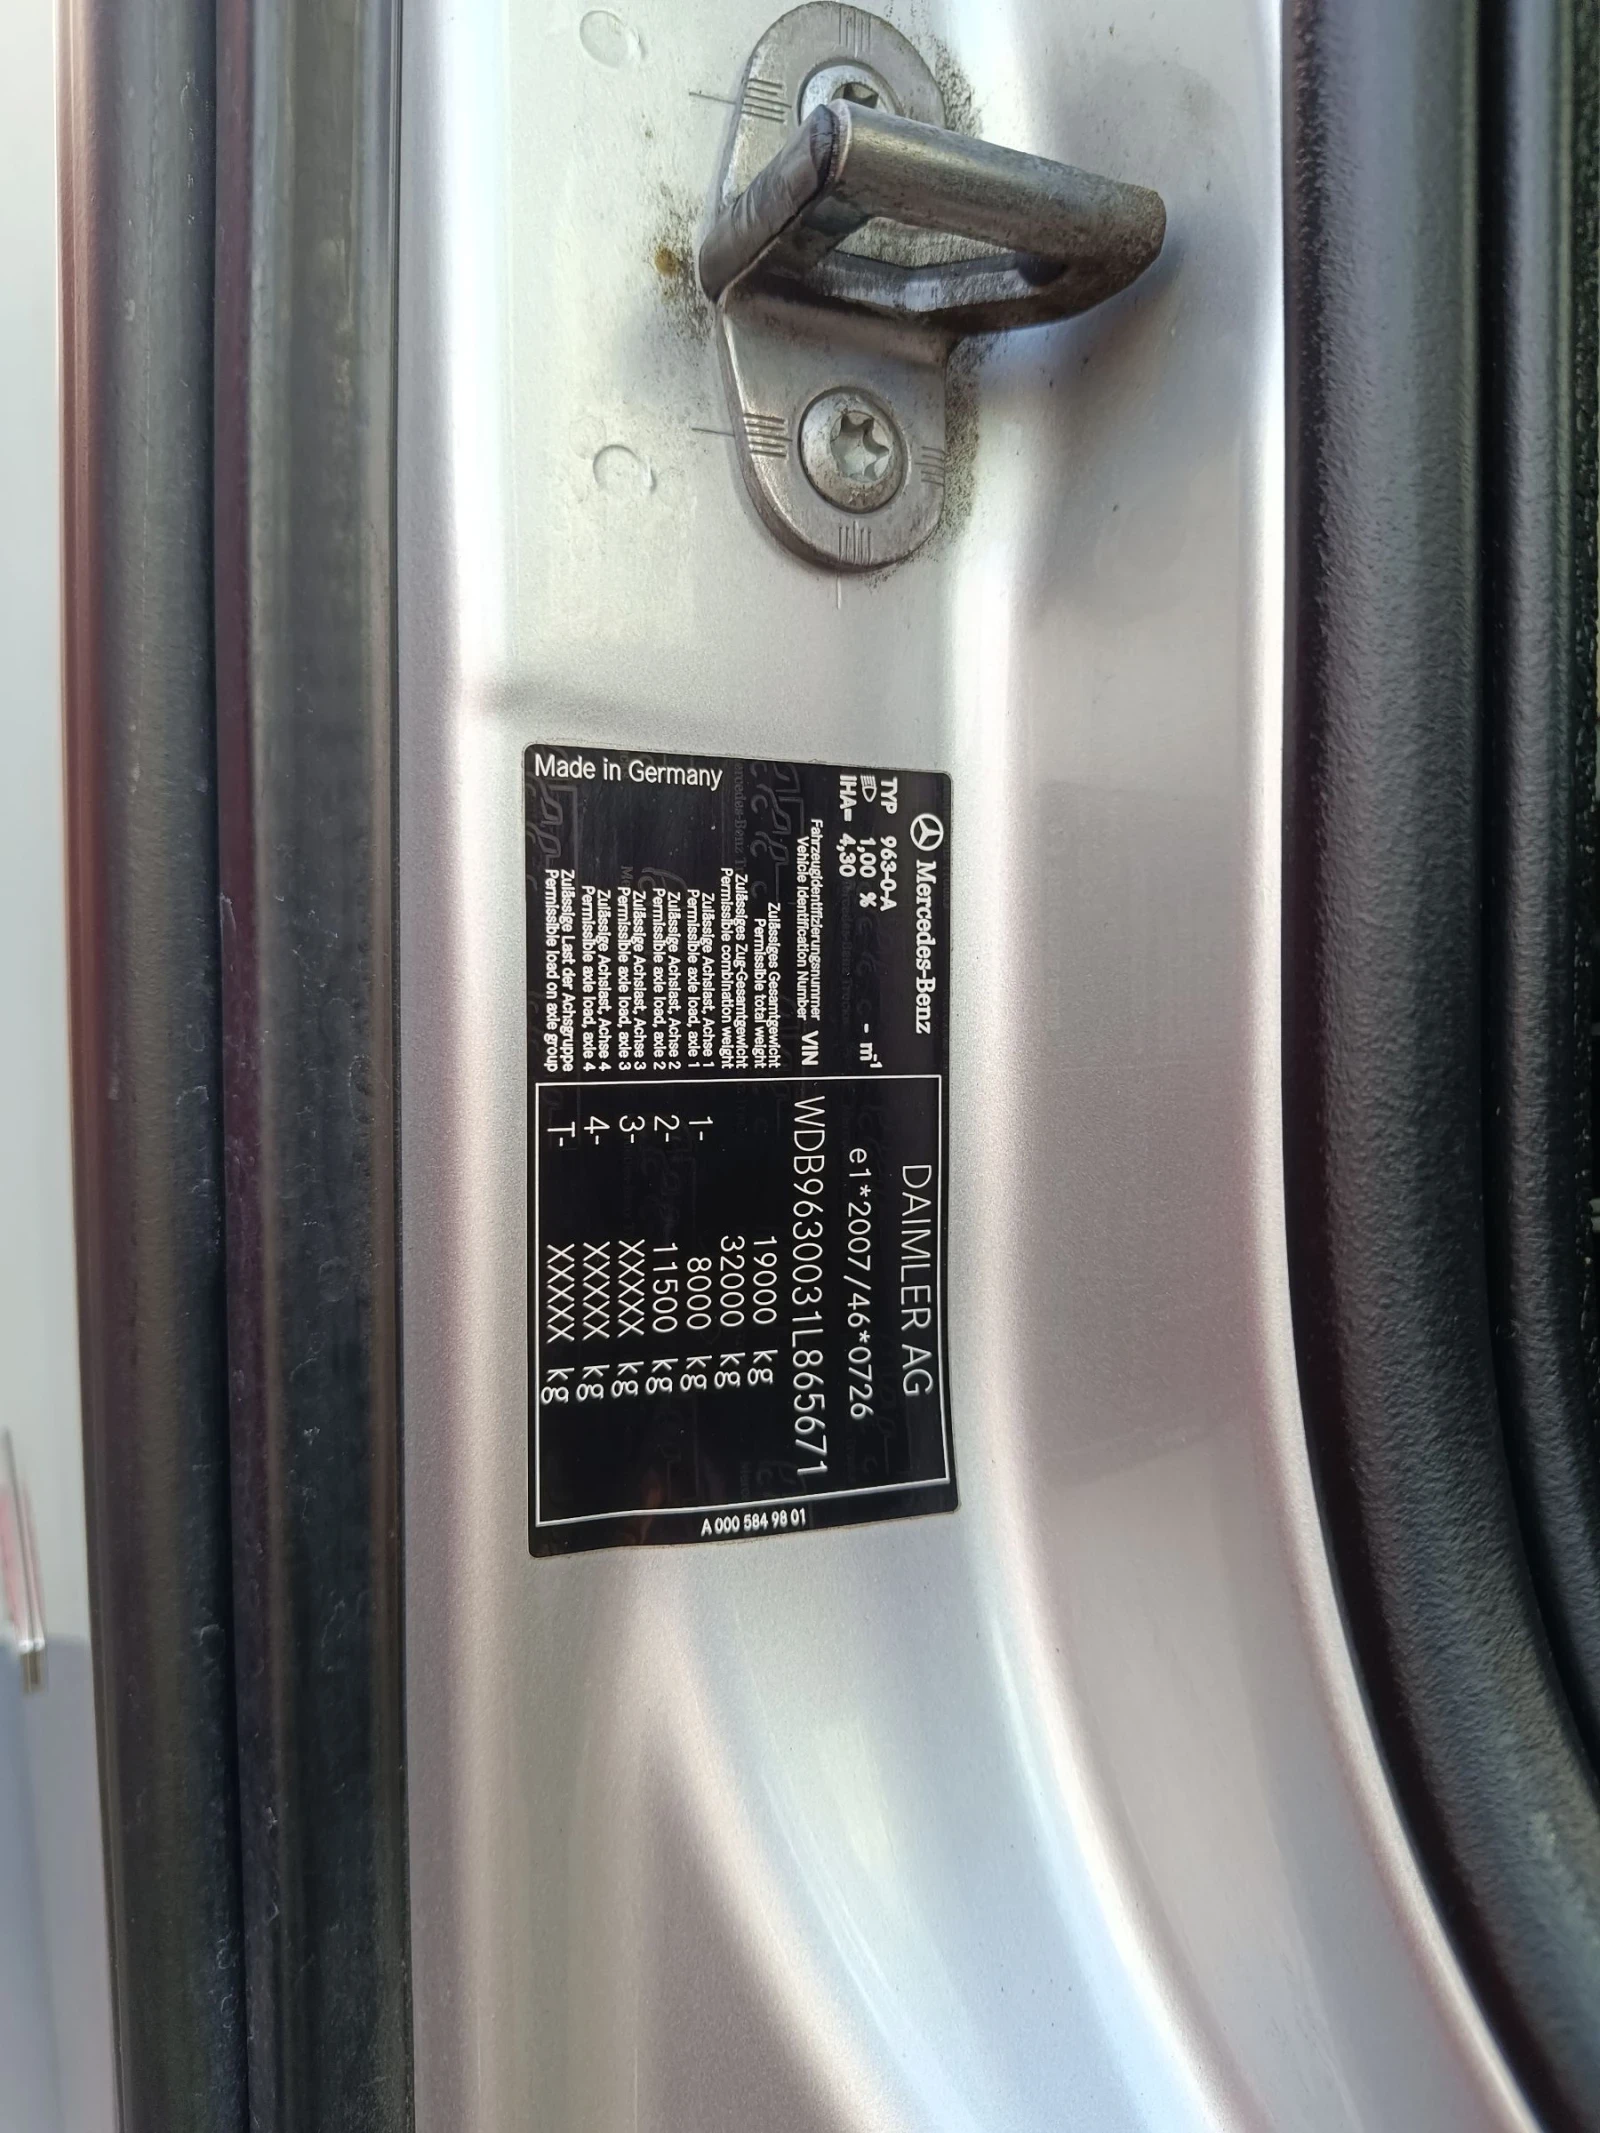 Mercedes-Benz
DAIMLER AG
TYP 963-0-A
1,00 % - m⁻¹
e1*2007/46*0726
IHA= 4,30
Fahrzeugidentifizierungsnummer
Vehicle Identification Number VIN WDB9630031L865671
Zulässiges Gesamtgewicht
Permissible total weight 19000 kg
Zulässiges Zug-Gesamtgewicht
Permissible combination weight 32000 kg
Zulässige Achslast, Achse 1
Permissible axle load, axle 1 1- 8000 kg
Zulässige Achslast, Achse 2
Permissible axle load, axle 2 2- 11500 kg
Zulässige Achslast, Achse 3
Permissible axle load, axle 3 3- XXXXX kg
Zulässige Achslast, Achse 4
Permissible axle load, axle 4 4- XXXXX kg
Zulässige Last der Achsgruppe
Permissible load on axle group T- XXXXX kg
Made in Germany
A 000 584 98 01